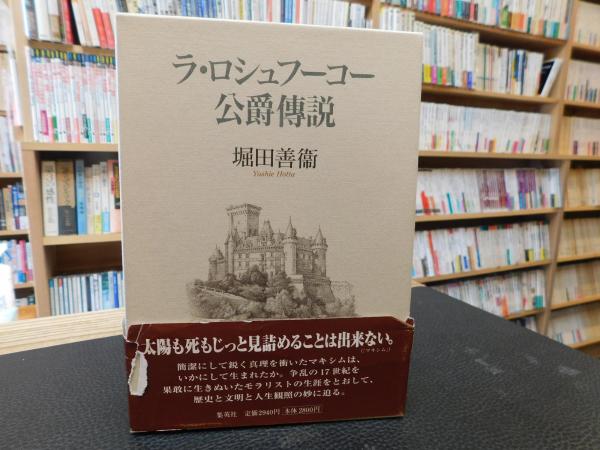 ラ・ロシュフーコー
公爵傳説
堀田善衞
Yoshie Hotta
太陽も死もじっと見詰めることは出来ない。
(『マキシム』)
簡潔にして鋭く真理を衝いたマキシムは、
いかにして生まれたか。争乱の17世紀を
果敢に生きぬいたモラリストの生涯をとおして、
歴史と文明と人生観照の妙に迫る。
集英社 定価2940円 本体2800円